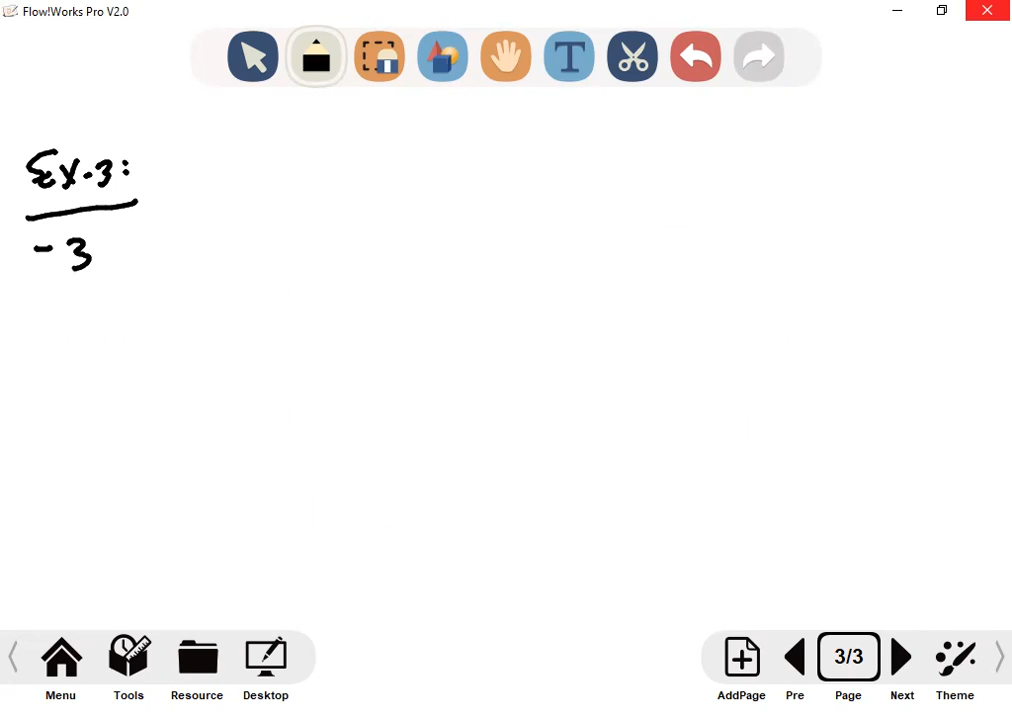 Flow!Works Pro V2.0
T
Ex-3:
- 3
3/3
Menu
Tools
Resource
Desktop
AddPage
Pre
Page
Next
Theme